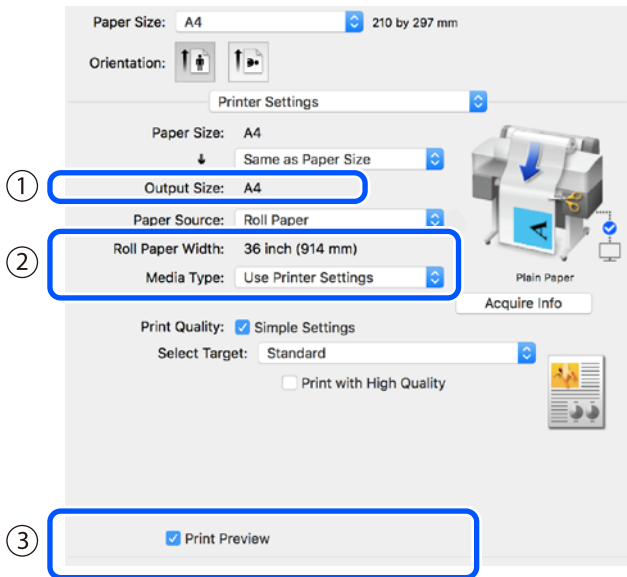 Paper Size: A4 210 by 297 mm
Orientation:
Printer Settings
Paper Size: A4
Same as Paper Size
① Output Size: A4
Paper Source: Roll Paper
② Roll Paper Width: 36 inch (914 mm)
Media Type: Use Printer Settings
Plain Paper
Acquire Info
Print Quality: Simple Settings
Select Target: Standard
Print with High Quality
③ Print Preview